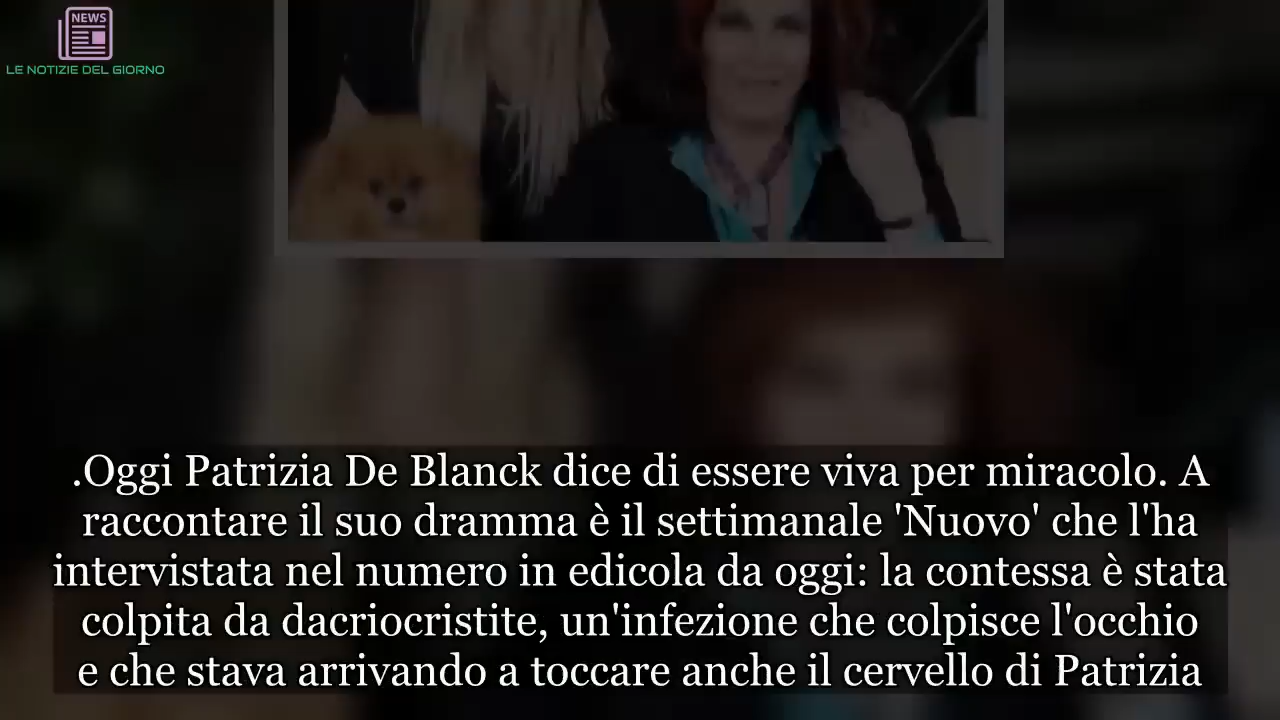 NEWS
LE NOTIZIE DEL GIORNO
.Oggi Patrizia De Blanck dice di essere viva per miracolo. A
raccontare il suo dramma è il settimanale 'Nuovo' che l'ha
intervistata nel numero in edicola da oggi: la contessa è stata
colpita da dacriocristite, un'infezione che colpisce l'occhio
e che stava arrivando a toccare anche il cervello di Patrizia